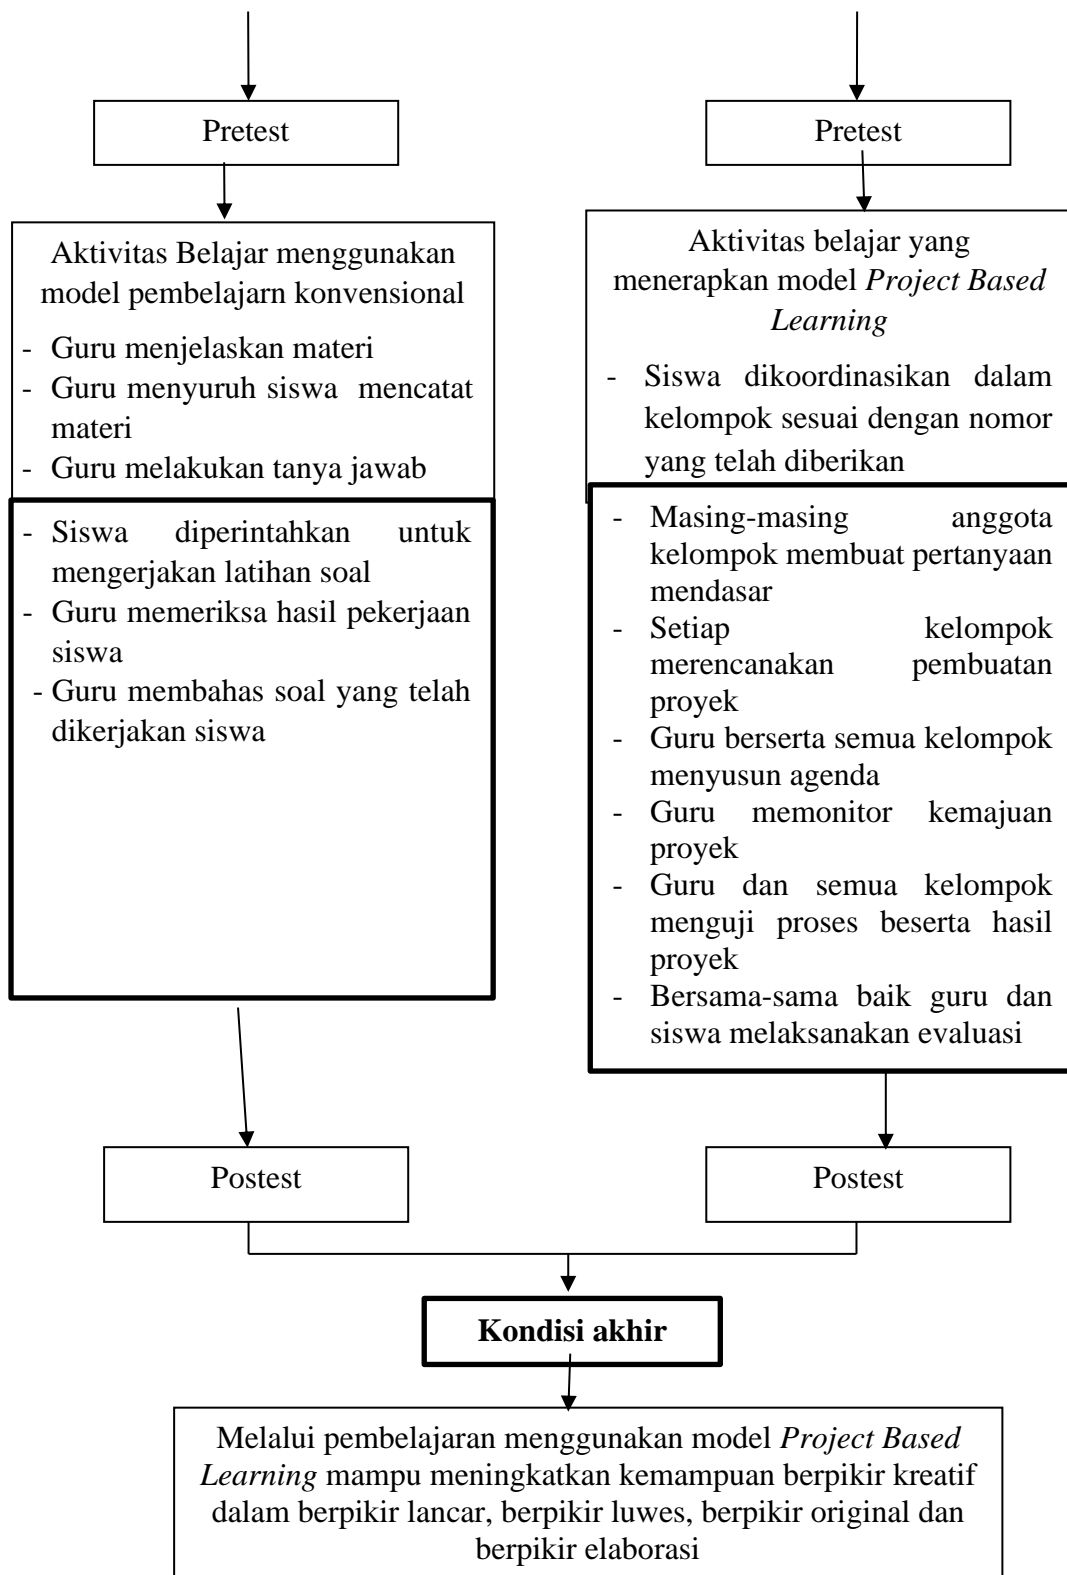 Pretest
Aktivitas Belajar menggunakan
model pembelajarn konvensional
- Guru menjelaskan materi
- Guru menyuruh siswa mencatat
materi
- Guru melakukan tanya jawab
- Siswa diperintahkan untuk
mengerjakan latihan soal
- Guru memeriksa hasil pekerjaan
siswa
- Guru membahas soal yang telah
dikerjakan siswa
Postest
Pretest
Aktivitas belajar yang
menerapkan model Project Based
Learning
- Siswa dikoordinasikan dalam
kelompok sesuai dengan nomor
yang telah diberikan
- Masing-masing anggota
kelompok membuat pertanyaan
mendasar
- Setiap kelompok
merencanakan pembuatan
proyek
- Guru berserta semua kelompok
menyusun agenda
- Guru memonitor kemajuan
proyek
- Guru dan semua kelompok
menguji proses beserta hasil
proyek
- Bersama-sama baik guru dan
siswa melaksanakan evaluasi
Postest
Kondisi akhir
Melalui pembelajaran menggunakan model Project Based
Learning mampu meningkatkan kemampuan berpikir kreatif
dalam berpikir lancar, berpikir luwes, berpikir original dan
berpikir elaborasi